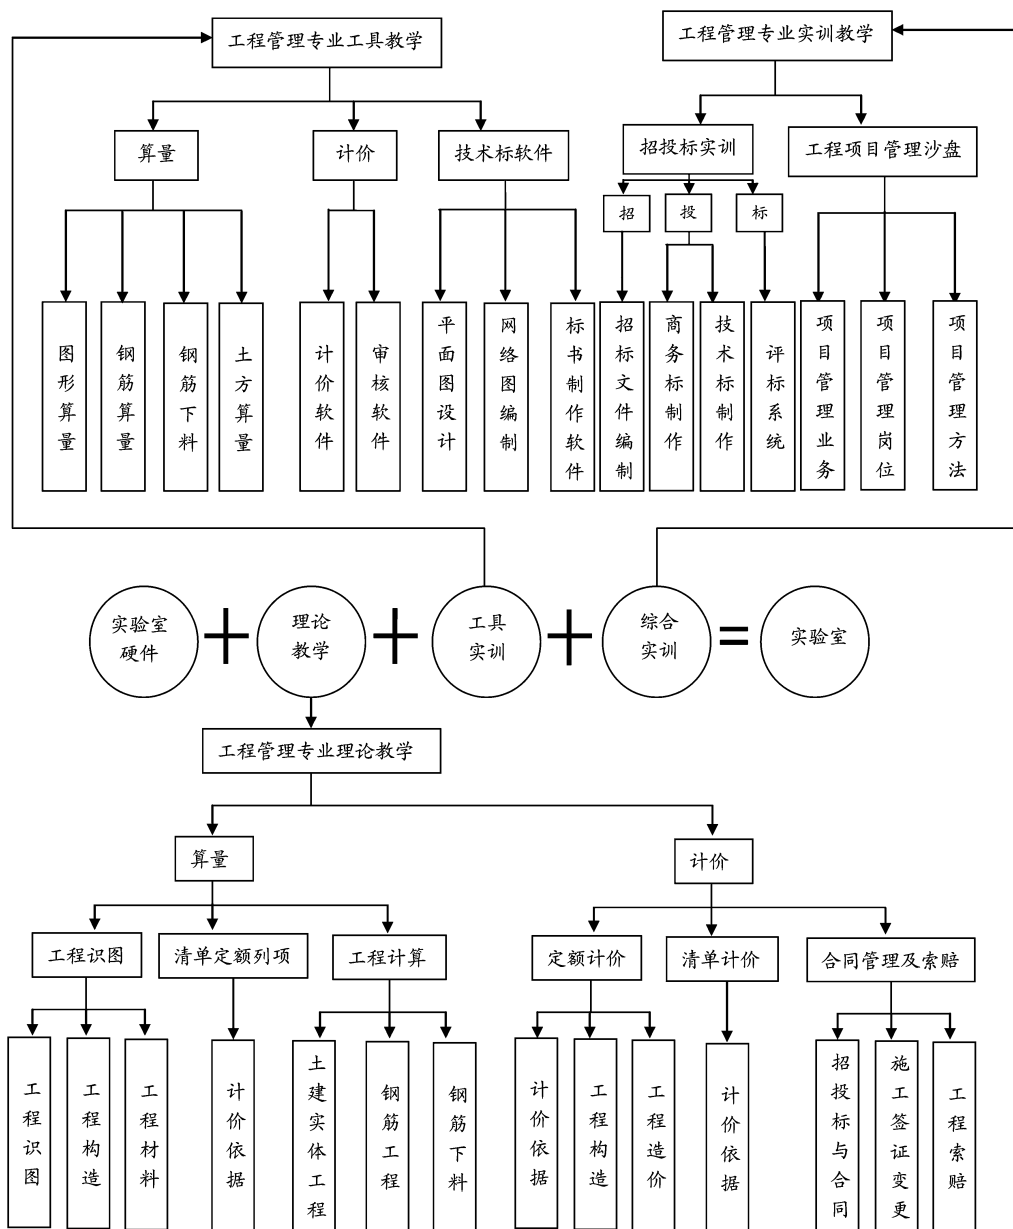 工程管理专业工具教学
工程管理专业实训教学
算量
计价
技术标软件
招投标实训
工程项目管理沙盘
招
投
标
图形算量
钢筋算量
钢筋下料
土方算量
计价软件
审核软件
平面图设计
网络图编制
标书制作软件
招标文件编制
商务标制作
技术标制作
评标系统
项目管理业务
项目管理岗位
项目管理方法
实验室
硬件
+
理论
教学
+
工具
实训
+
综合
实训
=
实验室
工程管理专业理论教学
算量
计价
工程识图
清单定额列项
工程计算
定额计价
清单计价
合同管理及索赔
工程识图
工程构造
工程材料
计价依据
土建实体工程
钢筋工程
钢筋下料
计价依据
工程构造
工程造价
计价依据
招投标与合同
施工签证变更
工程索赔